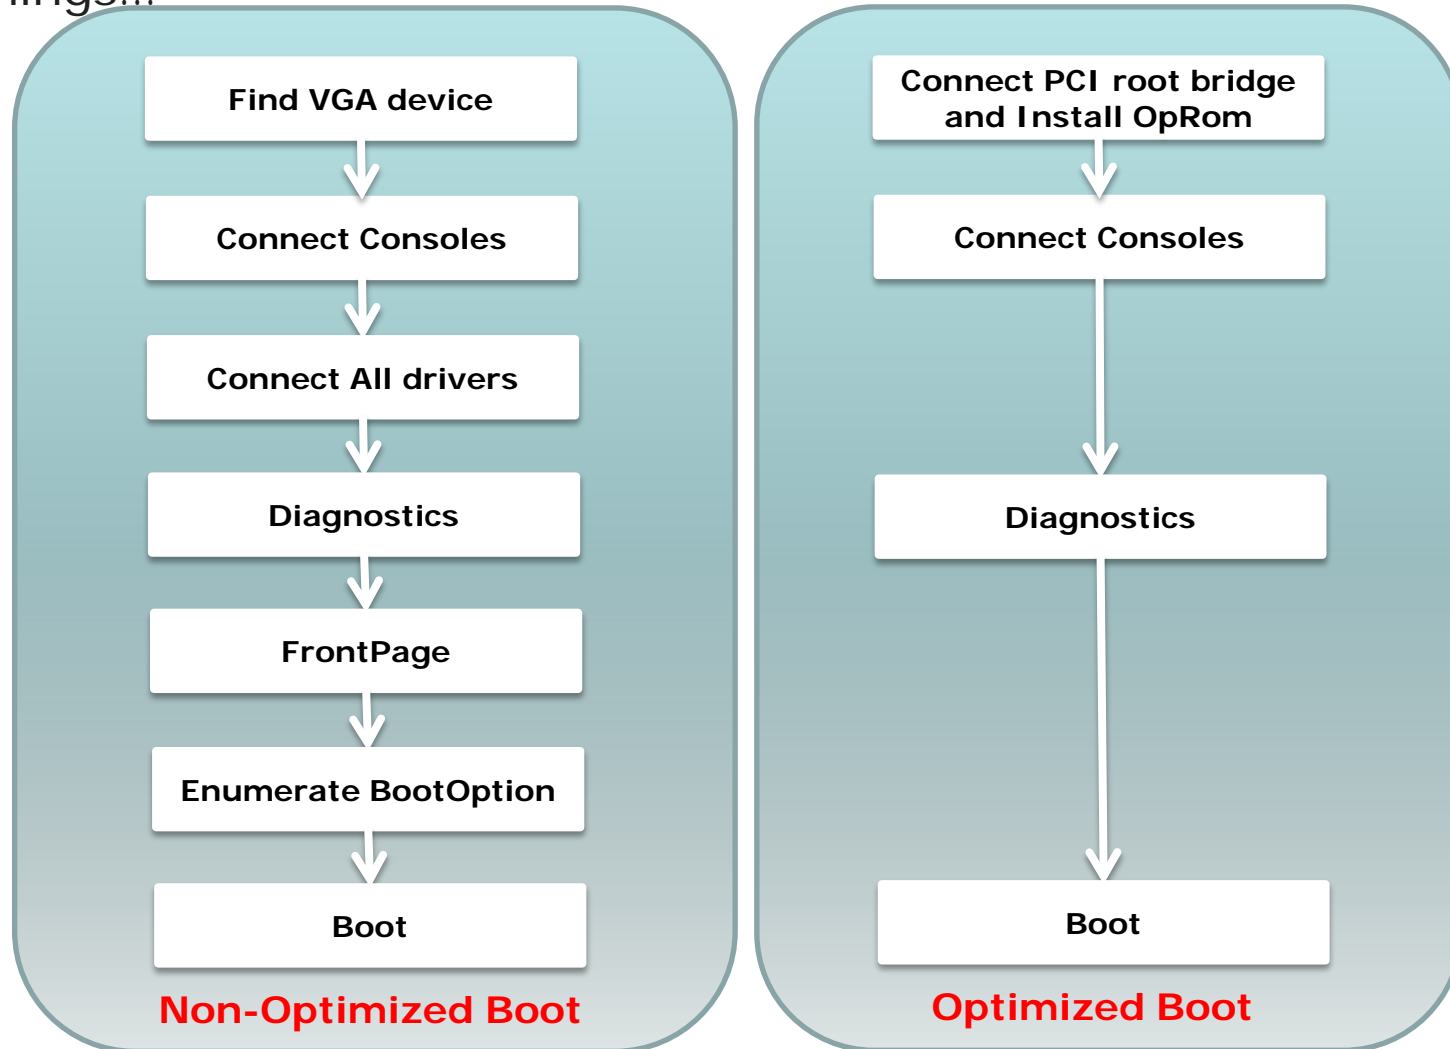 Find VGA device
Connect Consoles
Connect All drivers
Diagnostics
FrontPage
Enumerate BootOption
Boot
Non-Optimized Boot
Connect PCI root bridge
and Install OpRom
Connect Consoles
Diagnostics
Boot
Optimized Boot